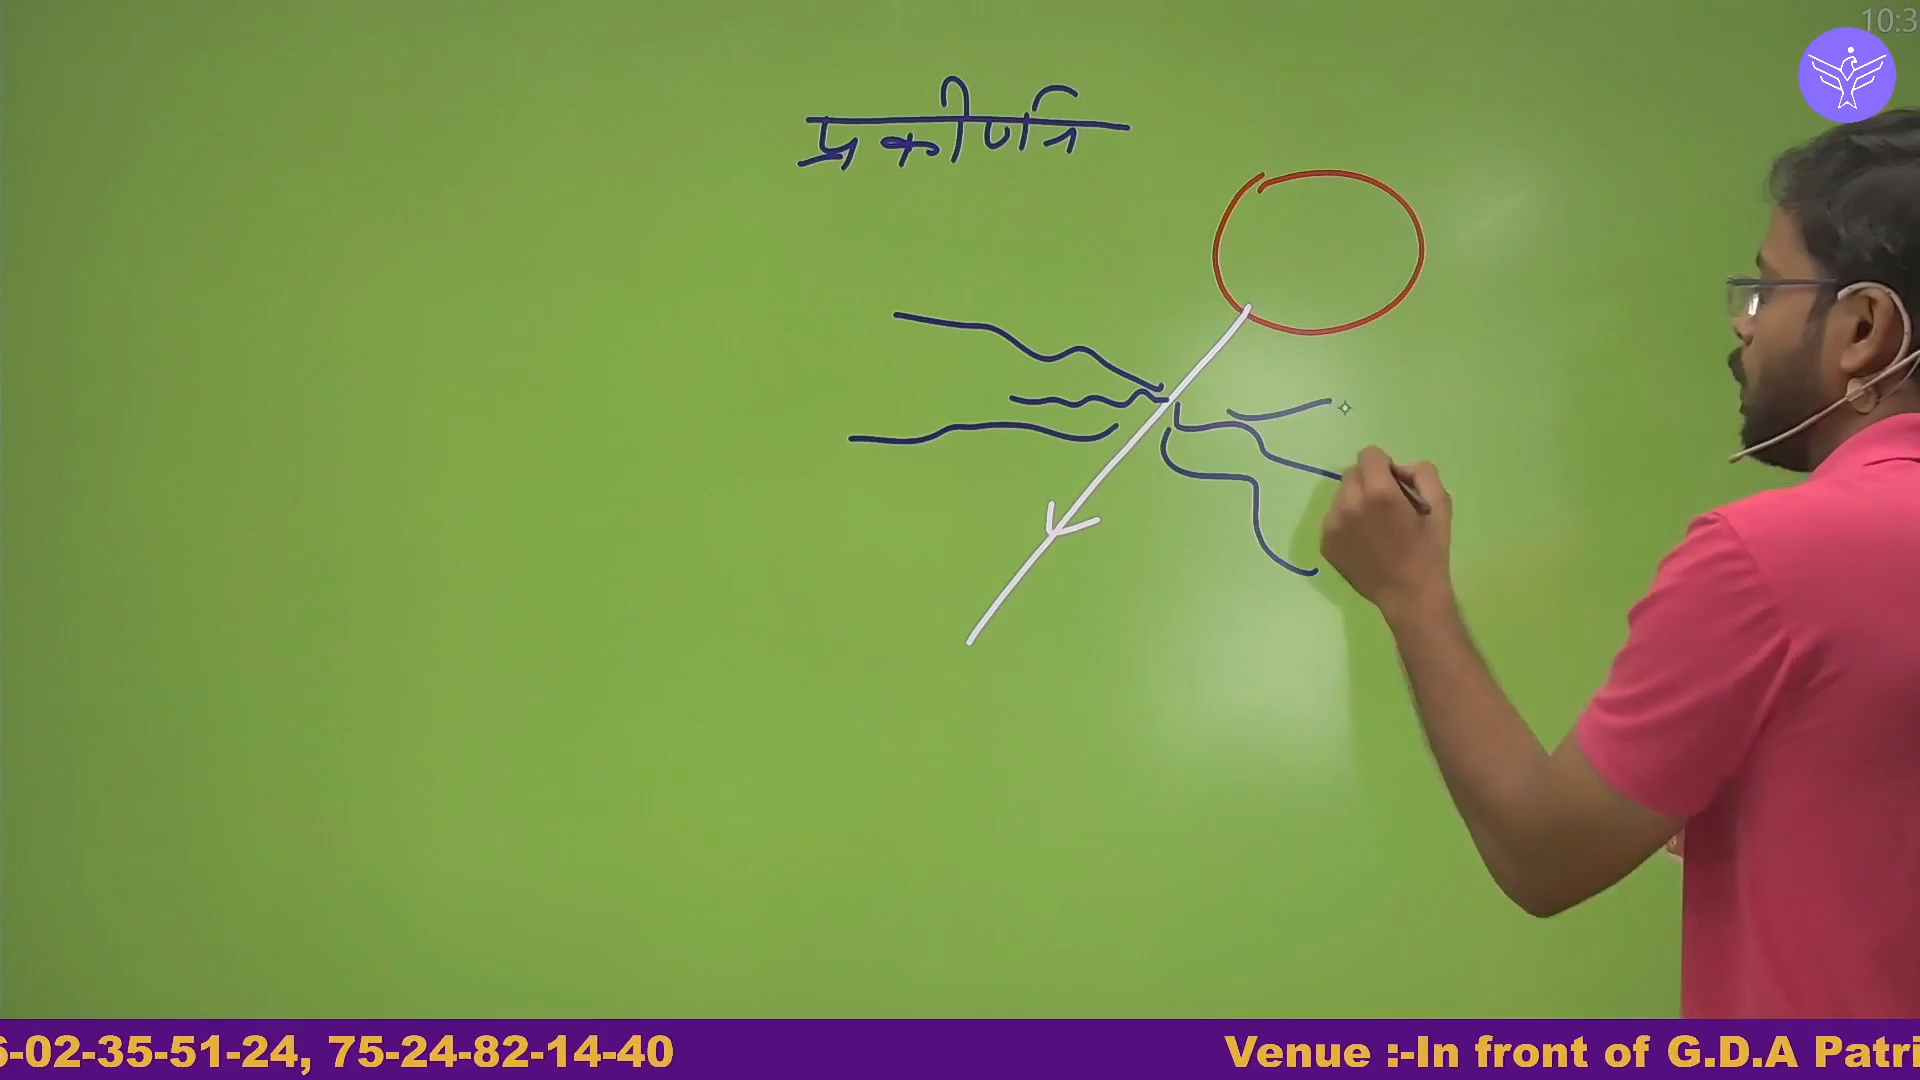 10:3
प्रकीर्णन
6-02-35-51-24, 75-24-82-14-40 Venue :-In front of G.D.A Patri